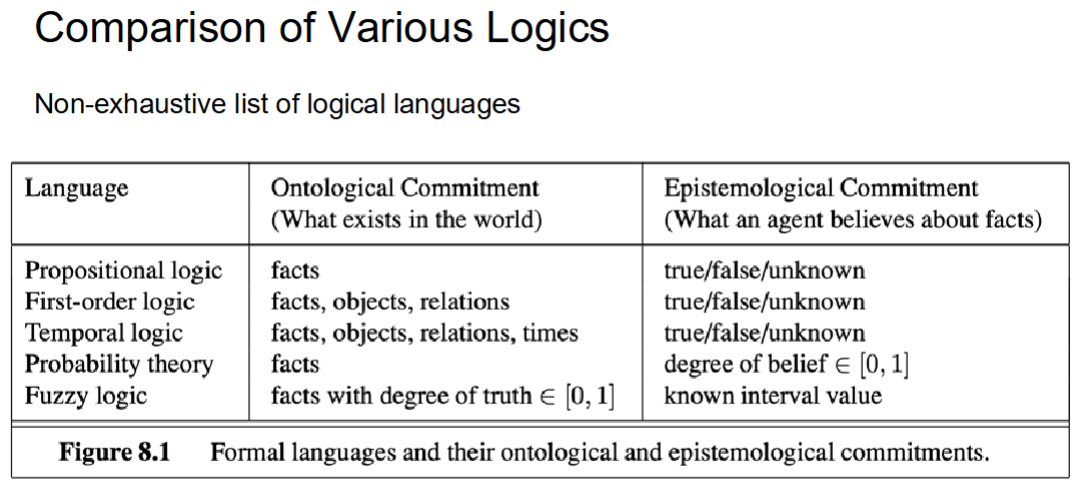 Comparison of Various Logics
Non-exhaustive list of logical languages
Language Ontological Commitment Epistemological Commitment
(What exists in the world) (What an agent believes about facts)
Propositional logic facts true/false/unknown
First-order logic facts, objects, relations true/false/unknown
Temporal logic facts, objects, relations, times true/false/unknown
Probability theory facts degree of belief ∈ [0, 1]
Fuzzy logic facts with degree of truth ∈ [0, 1] known interval value
Figure 8.1 Formal languages and their ontological and epistemological commitments.